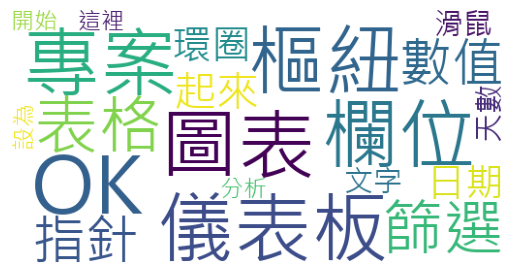 開始 這裡 滑鼠
專案 環圈 樞紐 數值
表格 起來 圖表 欄位 天數
設為 OK 分析 文字 日期
指針 儀表板 篩選